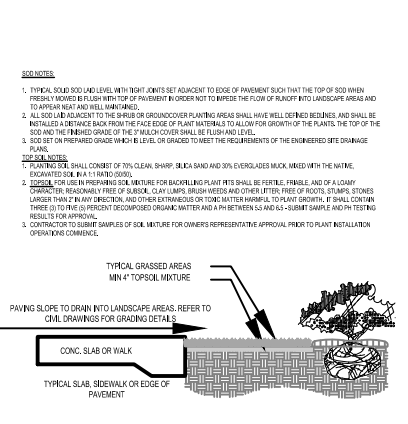 SOD NOTES:
1. TYPICAL SOLID SOD LAID LEVEL WITH TIGHT JOINTS SET ADJACENT TO EDGE OF PAVEMENT SUCH THAT THE TOP OF SOD WHEN
FRESHLY MOWED IS FLUSH WITH TOP OF PAVEMENT IN ORDER NOT TO IMPEDE THE FLOW OF RUNOFF INTO LANDSCAPE AREAS AND
TO APPEAR NEAT AND WELL MAINTAINED.
2. ALL SOD LAID ADJACENT TO THE SHRUB OR GROUNDCOVER PLANTING AREAS SHALL HAVE WELL DEFINED BEDLINES, AND SHALL BE
INSTALLED A DISTANCE BACK FROM THE FACE EDGE OF PLANT MATERIALS TO ALLOW FOR GROWTH OF THE PLANTS. THE TOP OF THE
SOD AND THE FINISHED GRADE OF THE 3" MULCH COVER SHALL BE FLUSH AND LEVEL.
3. SOD SET ON PREPARED GRADE WHICH IS LEVEL OR GRADED TO MEET THE REQUIREMENTS OF THE ENGINEERED SITE DRAINAGE
PLANS.
TOP SOIL NOTES:
1. PLANTING SOIL SHALL CONSIST OF 70% CLEAN, SHARP, SILICA SAND AND 30% EVERGLADES MUCK, MIXED WITH THE NATIVE,
EXCAVATED SOIL IN A 1:1 RATIO (50/50).
2. TOPSOIL FOR USE IN PREPARING SOIL MIXTURE FOR BACKFILLING PLANT PITS SHALL BE FERTILE, FRIABLE, AND OF A LOAMY
CHARACTER; REASONABLY FREE OF SUBSOIL, CLAY LUMPS, BRUSH WEEDS AND OTHER LITTER; FREE OF ROOTS, STUMPS, STONES
LARGER THAN 2" IN ANY DIRECTION, AND OTHER EXTRANEOUS OR TOXIC MATTER HARMFUL TO PLANT GROWTH. IT SHALL CONTAIN
THREE (3) TO FIVE (5) PERCENT DECOMPOSED ORGANIC MATTER AND A PH BETWEEN 5.5 AND 6.5 - SUBMIT SAMPLE AND PH TESTING
RESULTS FOR APPROVAL.
3. CONTRACTOR TO SUBMIT SAMPLES OF SOIL MIXTURE FOR OWNER'S REPRESENTATIVE APPROVAL PRIOR TO PLANT INSTALLATION
OPERATIONS COMMENCE.
TYPICAL GRASSED AREAS
MIN 4" TOPSOIL MIXTURE
PAVING SLOPE TO DRAIN INTO LANDSCAPE AREAS. REFER TO
CIVIL DRAWINGS FOR GRADING DETAILS
CONC. SLAB OR WALK
TYPICAL SLAB, SIDEWALK OR EDGE OF
PAVEMENT